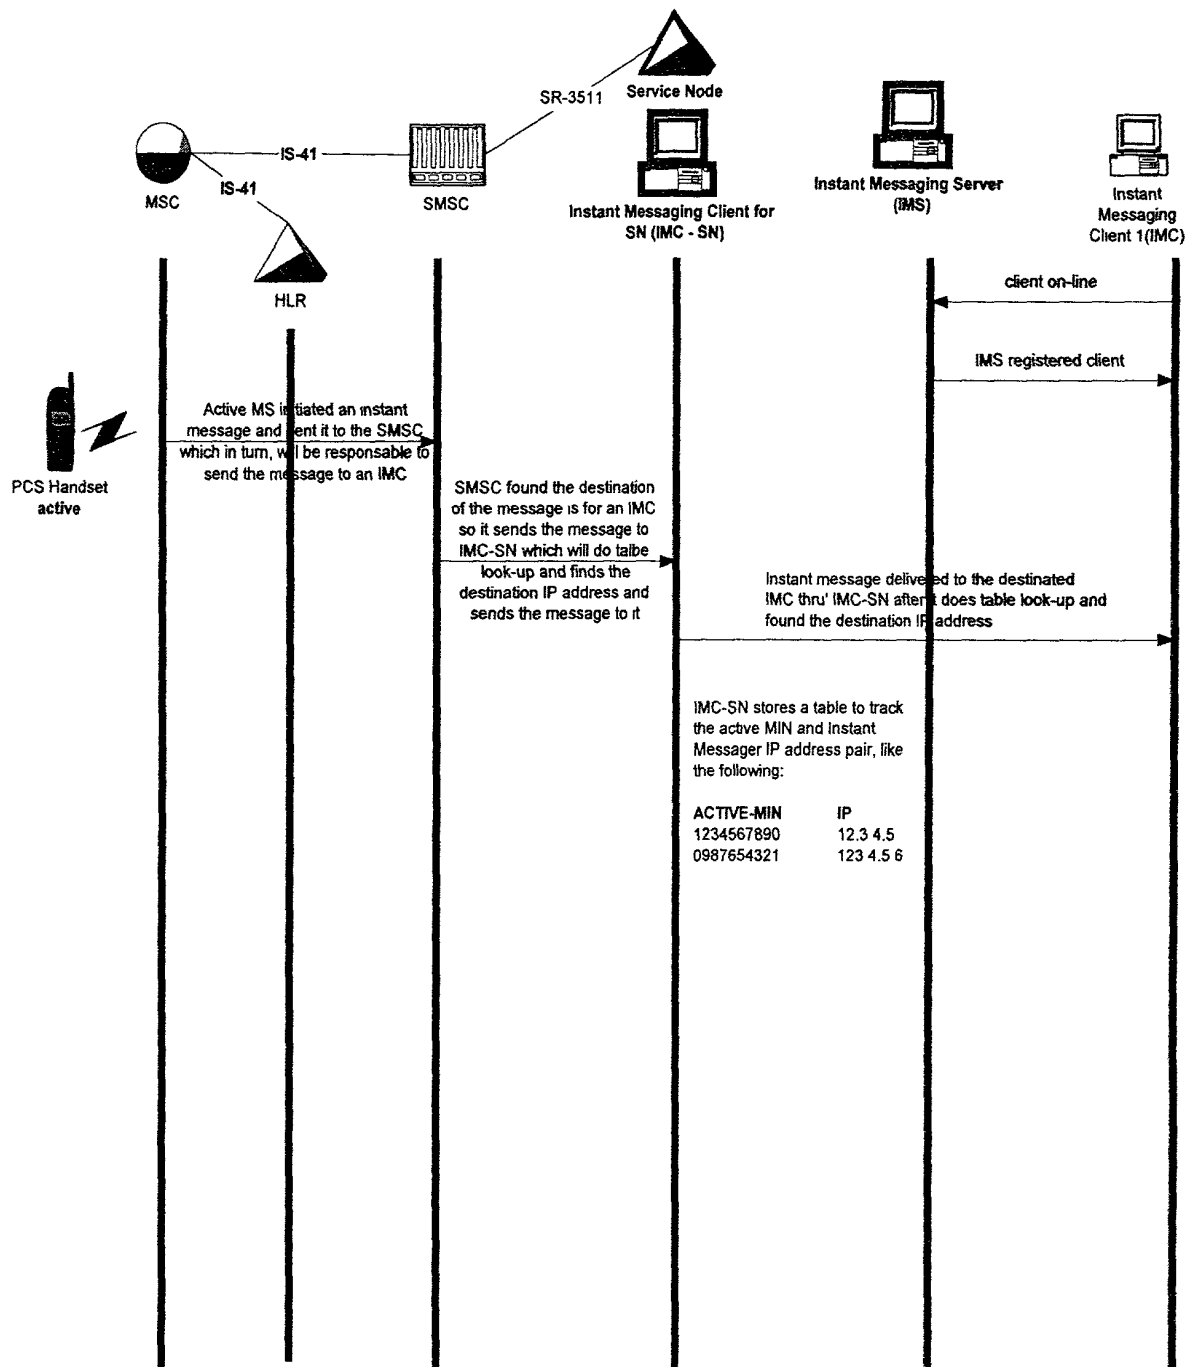 Service Node
SR-3511
IS-41
IS-41
MSC
SMSC
HLR
Instant Messaging Client for
SN (IMC - SN)
Instant Messaging Server
(IMS)
Instant
Messaging
Client 1(IMC)
client on-line
IMS registered client
PCS Handset
active
Active MS initiated an instant
message and sent it to the SMSC
which in turn, will be responsable to
send the message to an IMC
SMSC found the destination
of the message is for an IMC
so it sends the message to
IMC-SN which will do talbe
look-up and finds the
destination IP address and
sends the message to it
Instant message delivered to the destinated
IMC thru' IMC-SN after it does table look-up and
found the destination IP address
IMC-SN stores a table to track
the active MIN and Instant
Messager IP address pair, like
the following:
ACTIVE-MIN IP
1234567890 12.3 4.5
0987654321 123 4.5 6